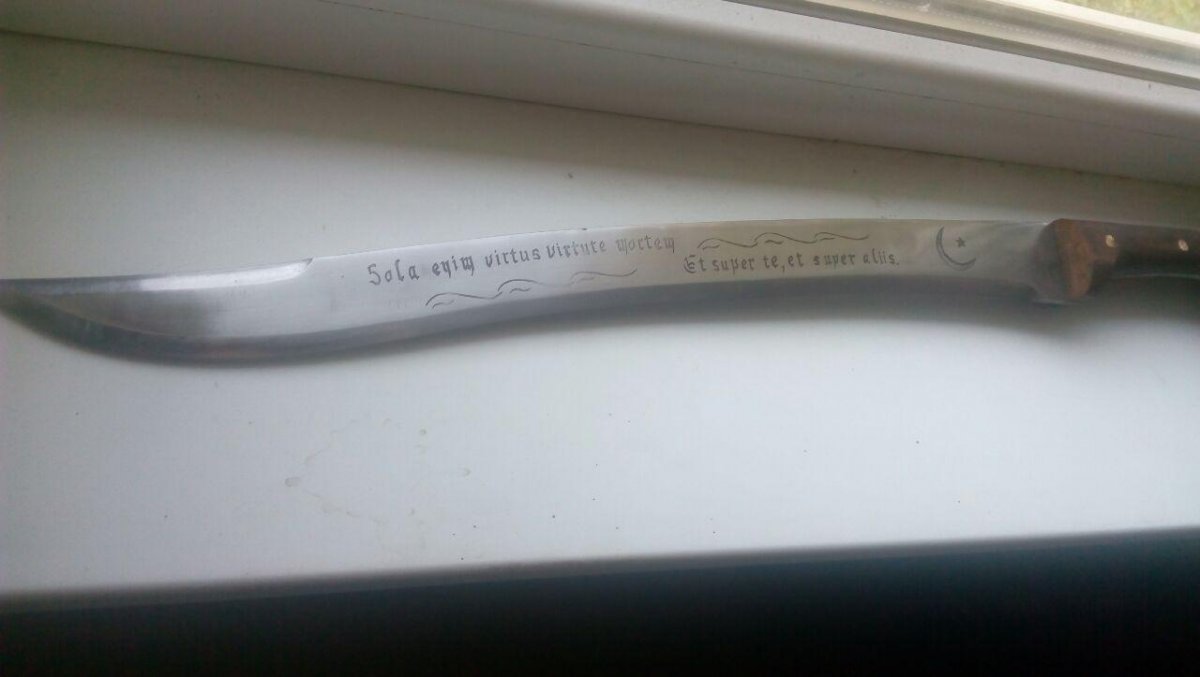 Sola enim virtus virtute mortem
Et super te, et super aliis.